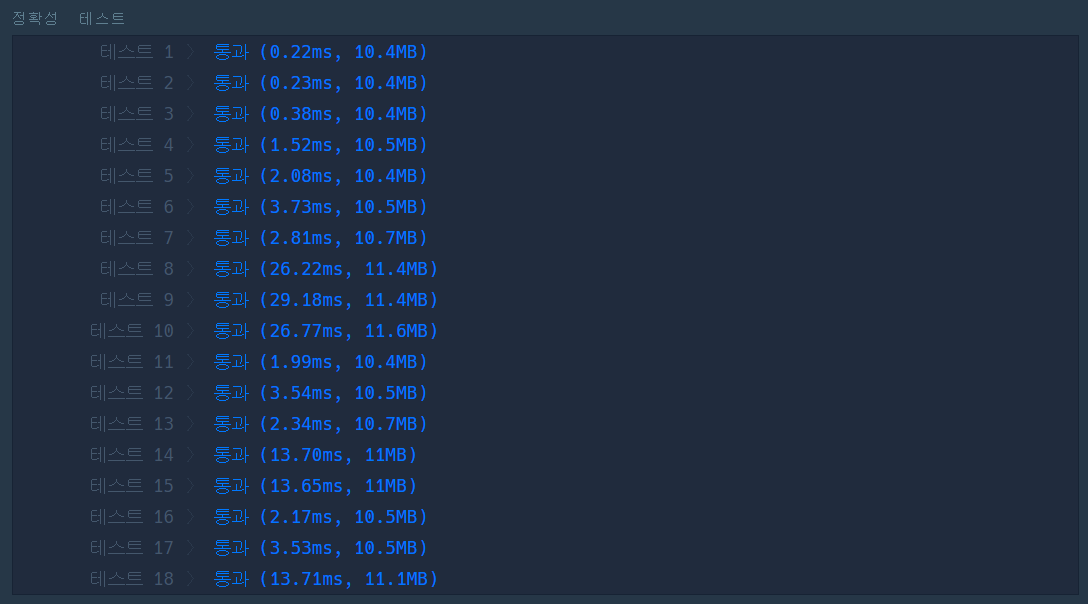 정확성 테스트
테스트 1 〉 통과 (0.22ms, 10.4MB)
테스트 2 〉 통과 (0.23ms, 10.4MB)
테스트 3 〉 통과 (0.38ms, 10.4MB)
테스트 4 〉 통과 (1.52ms, 10.5MB)
테스트 5 〉 통과 (2.08ms, 10.4MB)
테스트 6 〉 통과 (3.73ms, 10.5MB)
테스트 7 〉 통과 (2.81ms, 10.7MB)
테스트 8 〉 통과 (26.22ms, 11.4MB)
테스트 9 〉 통과 (29.18ms, 11.4MB)
테스트 10 〉 통과 (26.77ms, 11.6MB)
테스트 11 〉 통과 (1.99ms, 10.4MB)
테스트 12 〉 통과 (3.54ms, 10.5MB)
테스트 13 〉 통과 (2.34ms, 10.7MB)
테스트 14 〉 통과 (13.70ms, 11MB)
테스트 15 〉 통과 (13.65ms, 11MB)
테스트 16 〉 통과 (2.17ms, 10.5MB)
테스트 17 〉 통과 (3.53ms, 10.5MB)
테스트 18 〉 통과 (13.71ms, 11.1MB)